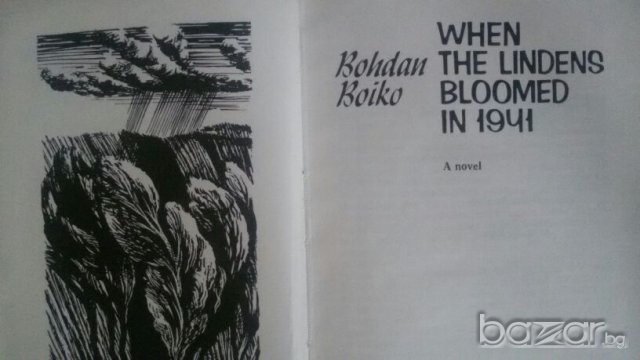 Bohdan
Boiko
WHEN
THE LINDENS
BLOOMED
IN 1941
A novel
bazar.bg